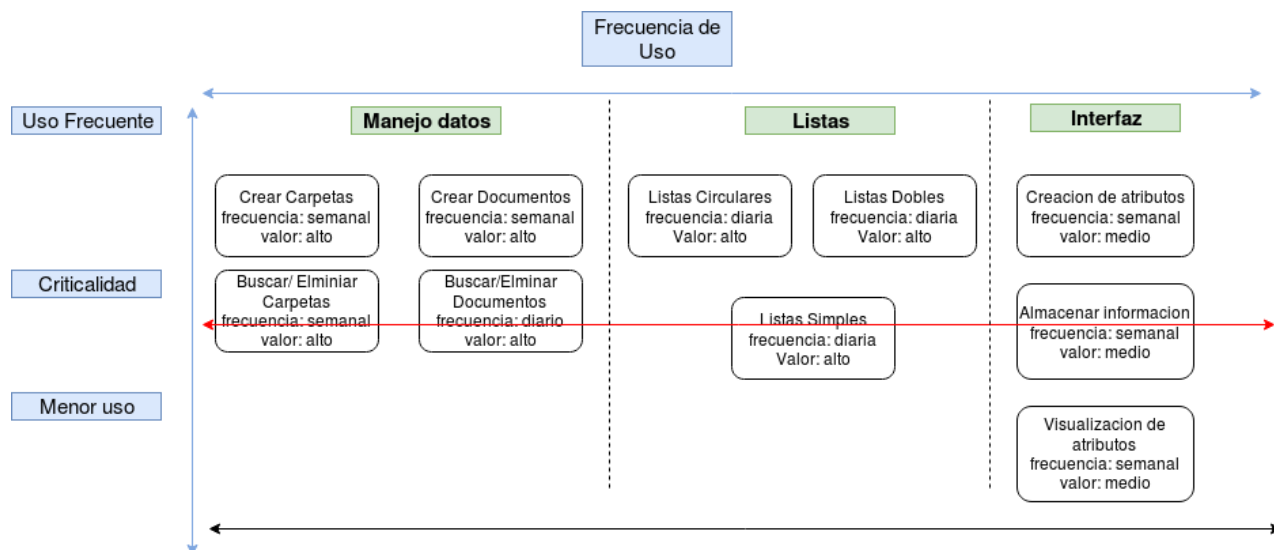 Frecuencia de
Uso
Uso Frecuente
Manejo datos
Listas
Interfaz
Crear Carpetas
frecuencia: semanal
valor: alto
Crear Documentos
frecuencia: semanal
valor: alto
Listas Circulares
frecuencia: diaria
Valor: alto
Listas Dobles
frecuencia: diaria
Valor: alto
Creacion de atributos
frecuencia: semanal
valor: medio
Criticalidad
Buscar/ Elminiar
Carpetas
frecuencia: semanal
valor: alto
Buscar/Elminar
Documentos
frecuencia: diario
valor: alto
Listas Simples
frecuencia: diaria
Valor: alto
Almacenar informacion
frecuencia: semanal
valor: medio
Menor uso
Visualizacion de
atributos
frecuencia: semanal
valor: medio